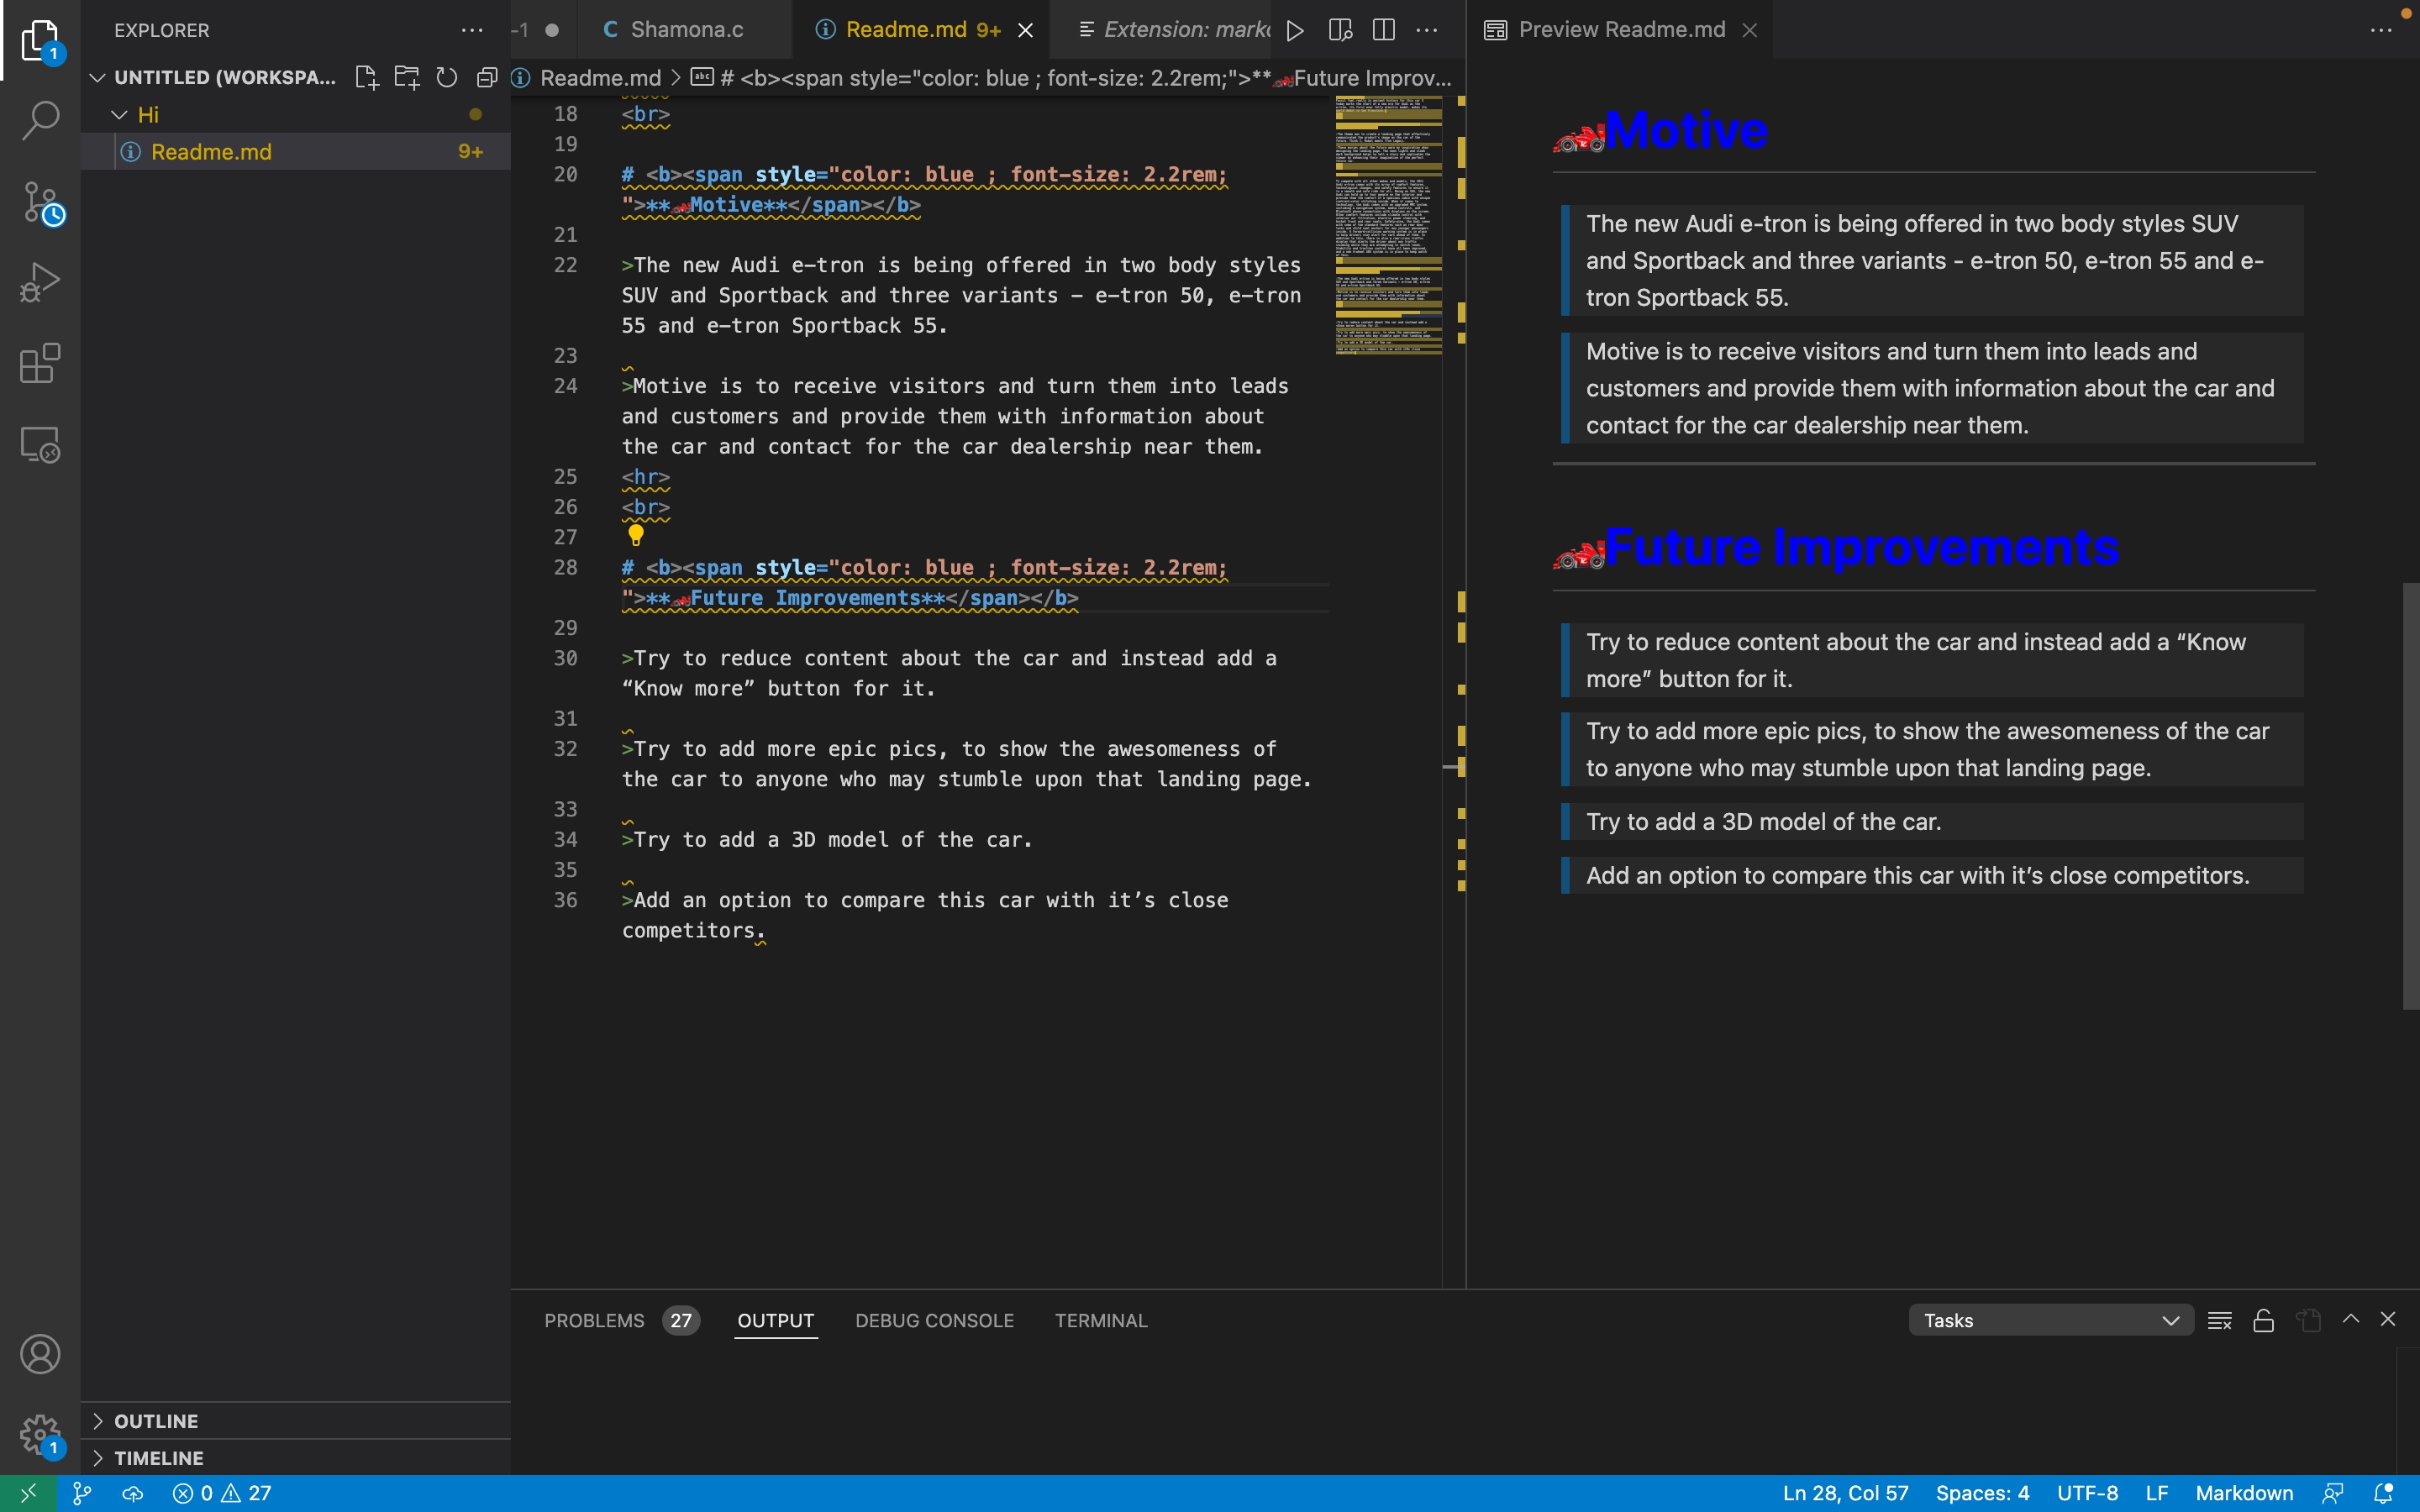 EXPLORER
UNTITLED (WORKSPA...
Hi
Readme.md 9+
1
1
OUTLINE
TIMELINE
-1
C Shamona.c
Readme.md 9+
Extension: mark
Readme.md > abc # <b><span style="color: blue ; font-size: 2.2rem;">**🏎️Future Improv...
18 <br>
19
20 # <b><span style="color: blue ; font-size: 2.2rem;
">**🏎️Motive**</span></b>
21
22 >The new Audi e-tron is being offered in two body styles
SUV and Sportback and three variants - e-tron 50, e-tron
55 and e-tron Sportback 55.
23
24 >Motive is to receive visitors and turn them into leads
and customers and provide them with information about
the car and contact for the car dealership near them.
25 <hr>
26 <br>
27
28 # <b><span style="color: blue ; font-size: 2.2rem;
">**🏎️Future Improvements**</span></b>
29
30 >Try to reduce content about the car and instead add a
“Know more” button for it.
31
32 >Try to add more epic pics, to show the awesomeness of
the car to anyone who may stumble upon that landing page.
33
34 >Try to add a 3D model of the car.
35
36 >Add an option to compare this car with it’s close
competitors.
Preview Readme.md
🏎️Motive
The new Audi e-tron is being offered in two body styles SUV
and Sportback and three variants - e-tron 50, e-tron 55 and e-
tron Sportback 55.
Motive is to receive visitors and turn them into leads and
customers and provide them with information about the car and
contact for the car dealership near them.
🏎️Future Improvements
Try to reduce content about the car and instead add a “Know
more” button for it.
Try to add more epic pics, to show the awesomeness of the car
to anyone who may stumble upon that landing page.
Try to add a 3D model of the car.
Add an option to compare this car with it’s close competitors.
PROBLEMS 27 OUTPUT DEBUG CONSOLE TERMINAL
Tasks
0 27
Ln 28, Col 57 Spaces: 4 UTF-8 LF Markdown